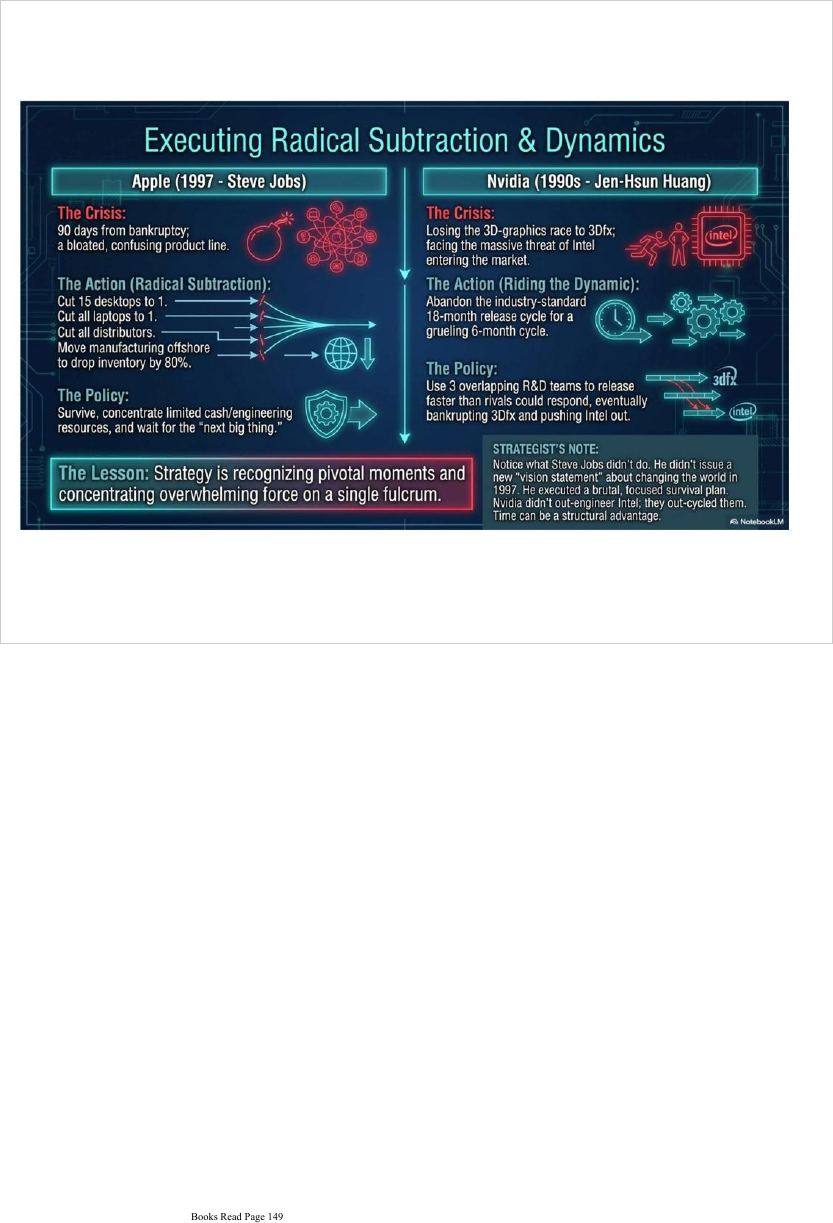 Executing Radical Subtraction & Dynamics
Apple (1997 - Steve Jobs)
The Crisis:
90 days from bankruptcy;
a bloated, confusing product line.
The Action (Radical Subtraction):
Cut 15 desktops to 1.
Cut all laptops to 1.
Cut all distributors.
Move manufacturing offshore
to drop inventory by 80%.
The Policy:
Survive, concentrate limited cash/engineering
resources, and wait for the “next big thing.”
Nvidia (1990s - Jen-Hsun Huang)
The Crisis:
Losing the 3D-graphics race to 3Dfx;
facing the massive threat of Intel
entering the market.
intel
The Action (Riding the Dynamic):
Abandon the industry-standard
18-month release cycle for a
grueling 6-month cycle.
The Policy:
Use 3 overlapping R&D teams to release
faster than rivals could respond, eventually
bankrupting 3Dfx and pushing Intel out.
3dfx
intel
The Lesson: Strategy is recognizing pivotal moments and
concentrating overwhelming force on a single fulcrum.
STRATEGIST'S NOTE:
Notice what Steve Jobs didn't do. He didn't issue a
new “vision statement” about changing the world in
1997. He executed a brutal, focused survival plan.
Nvidia didn't out-engineer Intel; they out-cycled them.
Time can be a structural advantage.
NotebookLM
Books Read Page 149